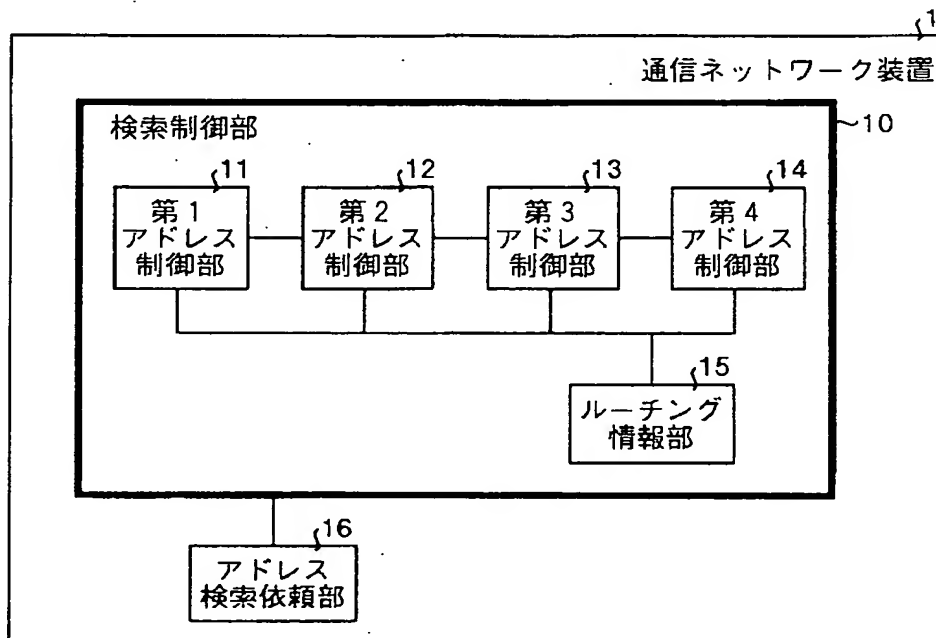 1
通信ネットワーク装置
検索制御部
10
11
12
13
14
第1
アドレス
制御部
第2
アドレス
制御部
第3
アドレス
制御部
第4
アドレス
制御部
15
ルーチング
情報部
16
アドレス
検索依頼部